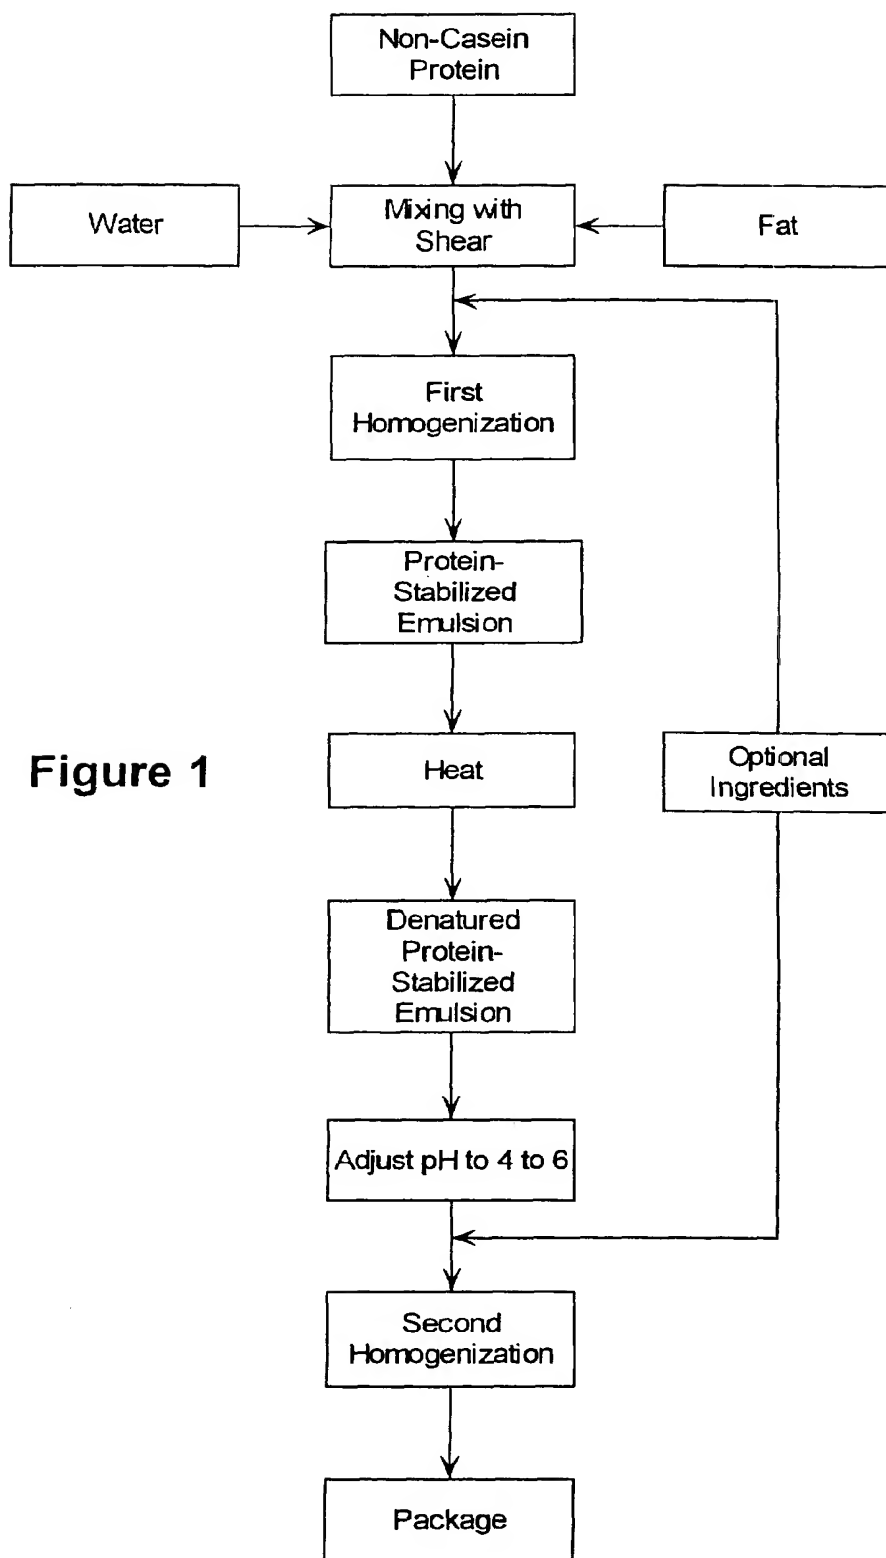 Non-Casein
Protein
Water
Mixing with
Shear
Fat
First
Homogenization
Protein-
Stabilized
Emulsion
Figure 1
Heat
Optional
Ingredients
Denatured
Protein-
Stabilized
Emulsion
Adjust pH to 4 to 6
Second
Homogenization
Package